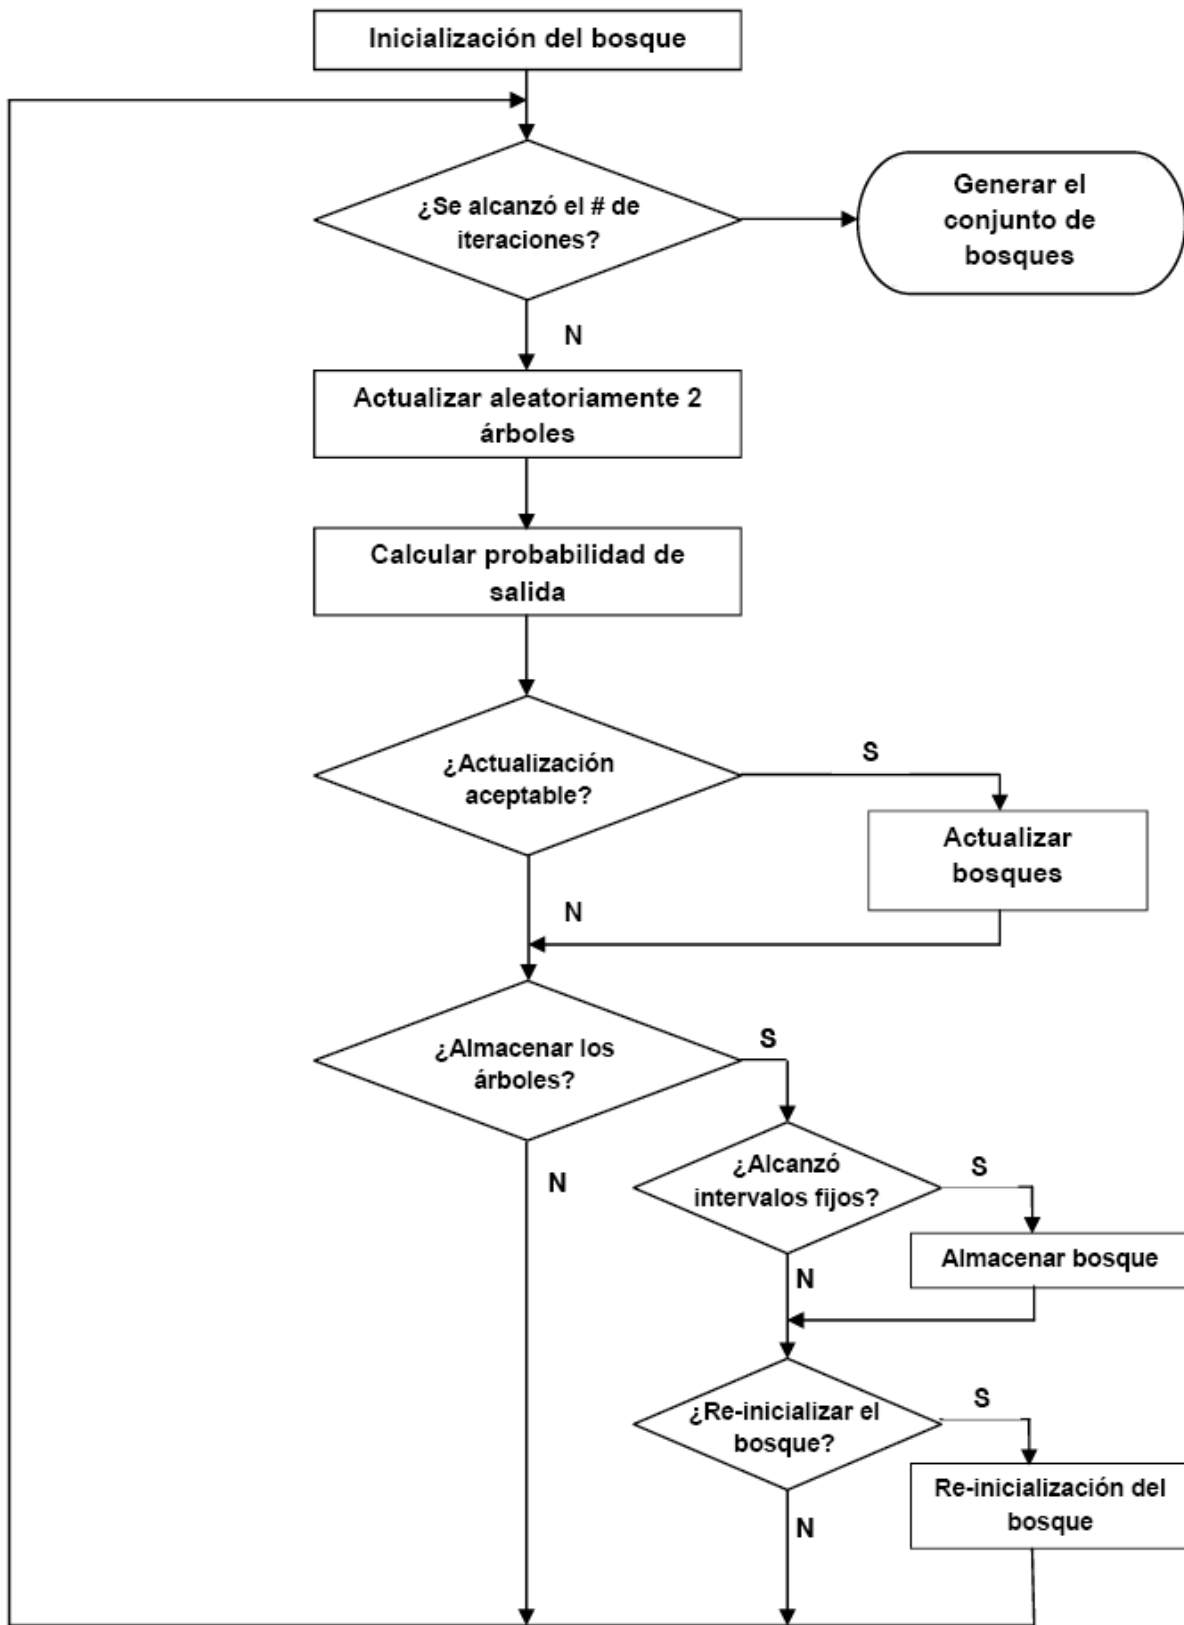 Inicialización del bosque
¿Se alcanzó el # de
iteraciones?
Generar el
conjunto de
bosques
N
Actualizar aleatoriamente 2
árboles
Calcular probabilidad de
salida
¿Actualización
aceptable?
S
Actualizar
bosques
N
¿Almacenar los
árboles?
S
¿Alcanzó
intervalos fijos?
S
N
Almacenar bosque
N
¿Re-inicializar el
bosque?
S
Re-inicialización del
bosque
N